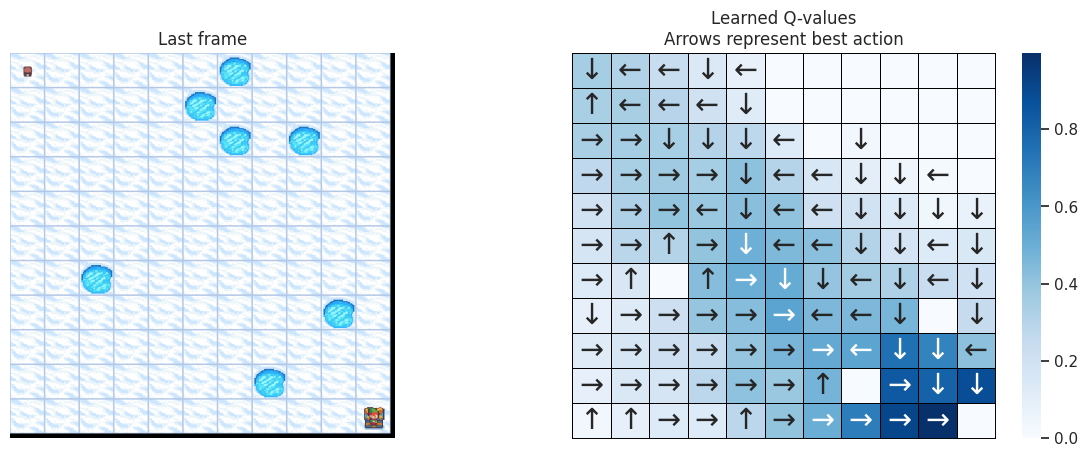 Last frame
Learned Q-values
Arrows represent best action
↓ ← ← ↓ ←
↑ ← ← ← ↓
→ → ↓ ↓ ↓ ← ↓
→ → → → ↓ ← ← ↓ ↓ ←
→ → → ← ↓ ← ← ↓ ↓ ↓ ↓
→ → ↑ → ↓ ← ← ↓ ↓ ← ↓
→ ↑ ↑ → ↓ ↓ ← ↓ ← ↓
↓ → → → → → ← ← ↓ ↓
→ → → → → → → ← ↓ ↓ ←
→ → → → → → ↑ → ↓ ↓
↑ ↑ → → ↑ → → → → →
0.8
0.6
0.4
0.2
0.0